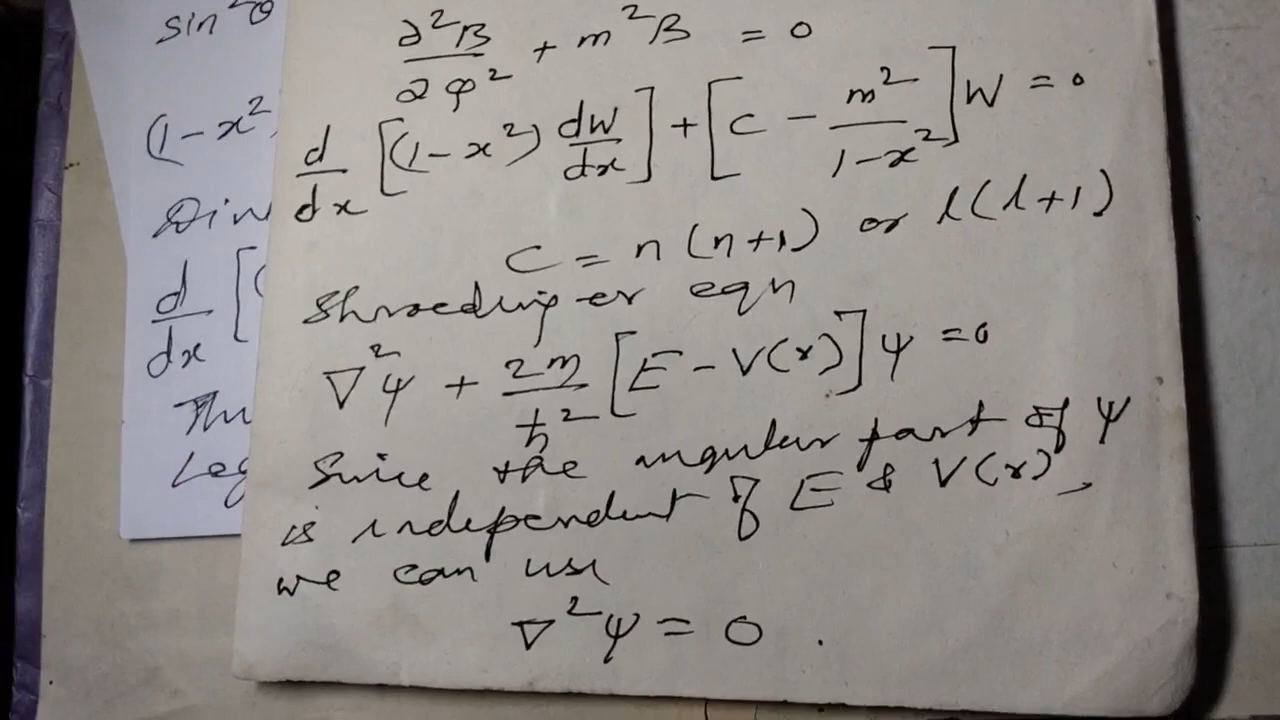 sin²θ
∂²B/∂φ² + m²B = 0
(1-x²
d/dx [(1-x²) dW/dx] + [C - m²/1-x²]W = 0
C = n(n+1) or l(l+1)
d/dx [(
Shroedinger eqn
∇²ψ + 2m/ħ² [E - V(r)]ψ = 0
Since the angular part of ψ
is independent of E & V(r),
we can use
∇²ψ = 0 .